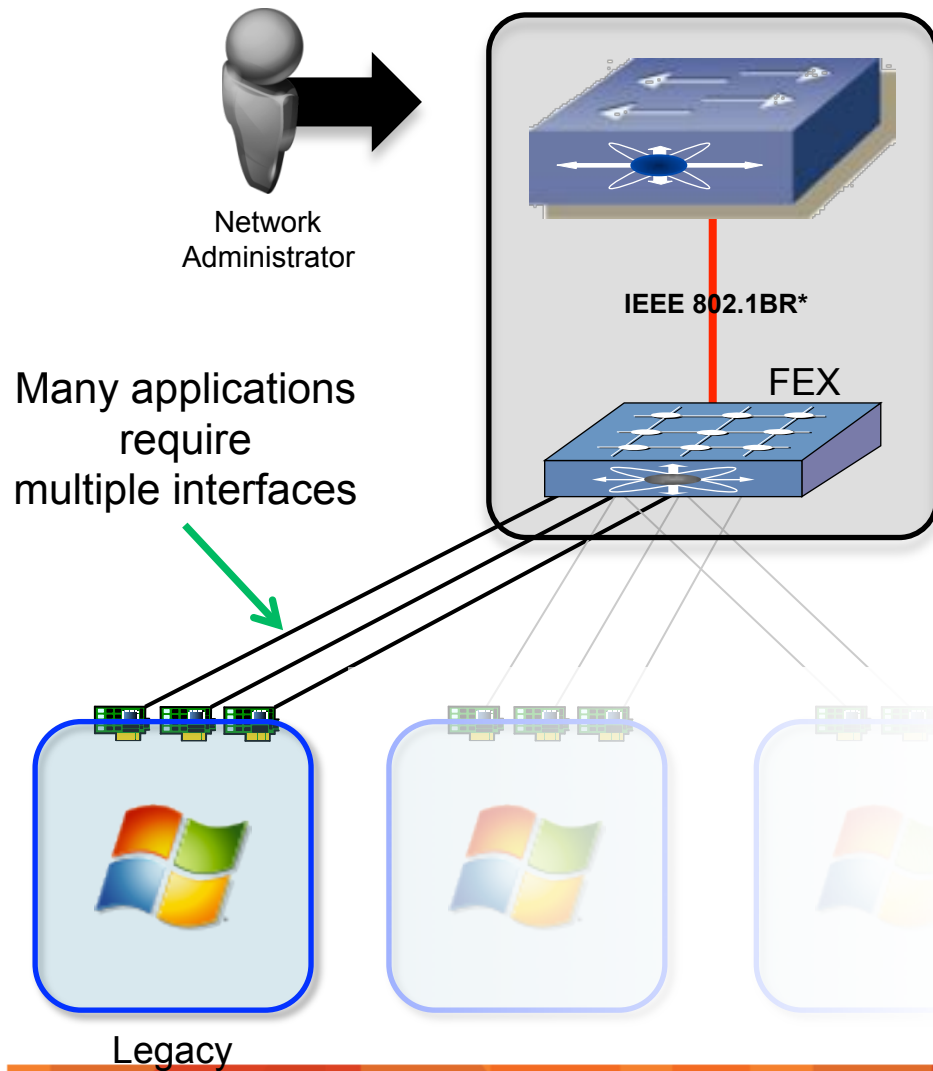 Network
Administrator
IEEE 802.1BR*
FEX
Many applications
require
multiple interfaces
Legacy